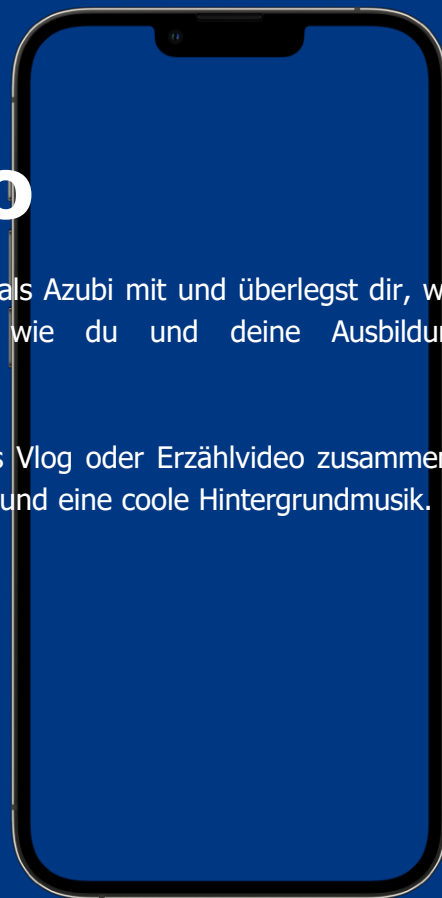 o
als Azubi mit und überlegst dir, w
wie du und deine Ausbildu
s Vlog oder Erzählvideo zusammen
und eine coole Hintergrundmusik.